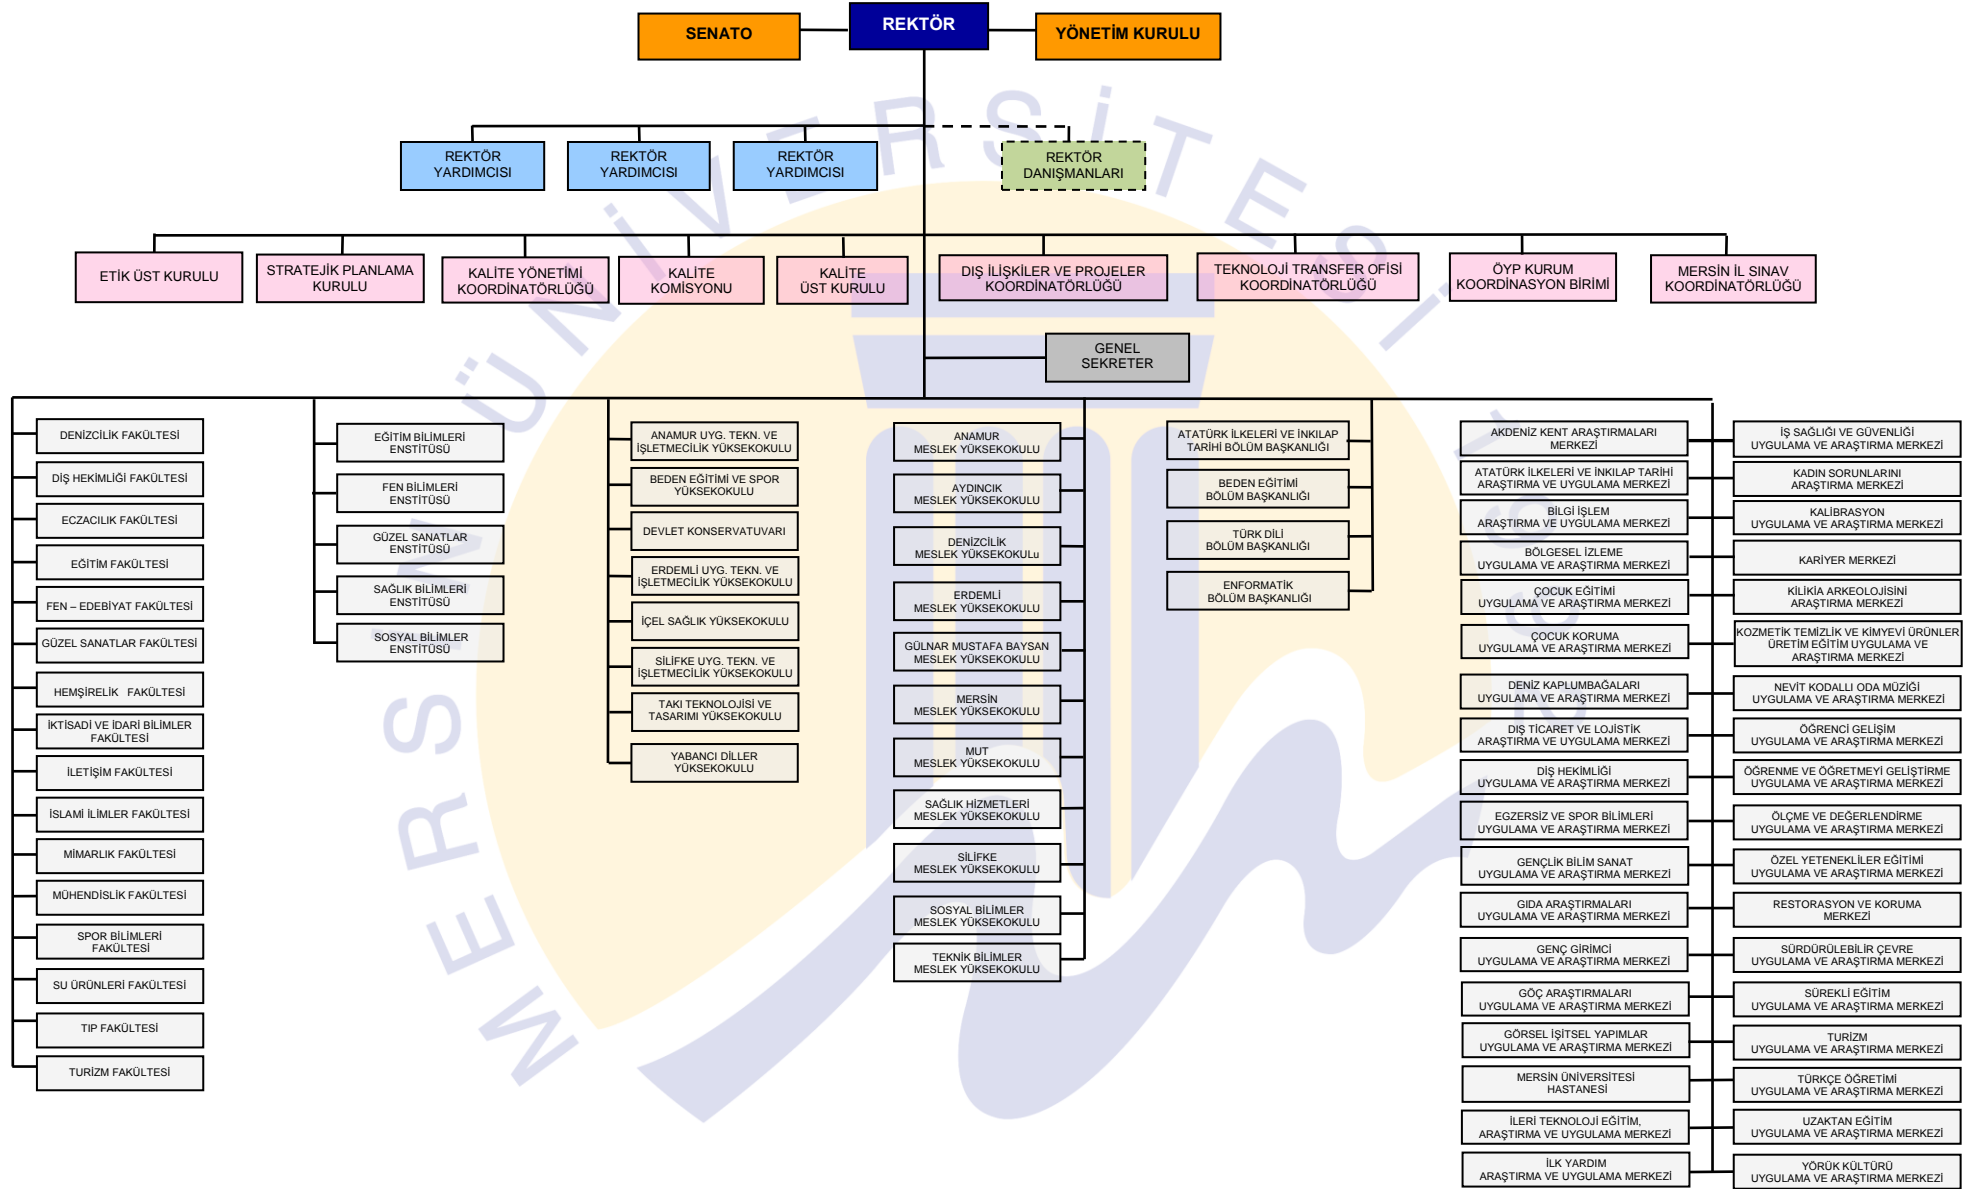 SENATO
REKTÖR
YÖNETİM KURULU
REKTÖR
YARDIMCISI
REKTÖR
YARDIMCISI
REKTÖR
YARDIMCISI
REKTÖR
DANIŞMANLARI
ETİK ÜST KURULU
STRATEJİK PLANLAMA
KURULU
KALİTE YÖNETİMİ
KOORDİNATÖRLÜĞÜ
KALİTE
KOMİSYONU
KALİTE
ÜST KURULU
DIŞ İLİŞKİLER VE PROJELER
KOORDİNATÖRLÜĞÜ
TEKNOLOJİ TRANSFER OFİSİ
KOORDİNATÖRLÜĞÜ
ÖYP KURUM
KOORDİNASYON BİRİMİ
MERSİN İL SINAV
KOORDİNATÖRLÜĞÜ
GENEL
SEKRETER
DENİZCİLİK FAKÜLTESİ
DİŞ HEKİMLİĞİ FAKÜLTESİ
ECZACILIK FAKÜLTESİ
EĞİTİM FAKÜLTESİ
FEN – EDEBİYAT FAKÜLTESİ
GÜZEL SANATLAR FAKÜLTESİ
HEMŞİRELİK FAKÜLTESİ
İKTİSADİ VE İDARİ BİLİMLER
FAKÜLTESİ
İLETİŞİM FAKÜLTESİ
İSLAMİ İLİMLER FAKÜLTESİ
MİMARLIK FAKÜLTESİ
MÜHENDİSLİK FAKÜLTESİ
SPOR BİLİMLERİ
FAKÜLTESİ
SU ÜRÜNLERİ FAKÜLTESİ
TIP FAKÜLTESİ
TURİZM FAKÜLTESİ
EĞİTİM BİLİMLERİ
ENSTİTÜSÜ
FEN BİLİMLERİ
ENSTİTÜSÜ
GÜZEL SANATLAR
ENSTİTÜSÜ
SAĞLIK BİLİMLERİ
ENSTİTÜSÜ
SOSYAL BİLİMLER
ENSTİTÜSÜ
ANAMUR UYG. TEKN. VE
İŞLETMECİLİK YÜKSEKOKULU
BEDEN EĞİTİMİ VE SPOR
YÜKSEKOKULU
DEVLET KONSERVATUVARI
ERDEMLİ UYG. TEKN. VE
İŞLETMECİLİK YÜKSEKOKULU
İÇEL SAĞLIK YÜKSEKOKULU
SİLİFKE UYG. TEKN. VE
İŞLETMECİLİK YÜKSEKOKULU
TAKI TEKNOLOJİSİ VE
TASARIMI YÜKSEKOKULU
YABANCI DİLLER
YÜKSEKOKULU
ANAMUR
MESLEK YÜKSEKOKULU
AYDINCIK
MESLEK YÜKSEKOKULU
DENİZCİLİK
MESLEK YÜKSEKOKULu
ERDEMLİ
MESLEK YÜKSEKOKULU
GÜLNAR MUSTAFA BAYSAN
MESLEK YÜKSEKOKULU
MERSİN
MESLEK YÜKSEKOKULU
MUT
MESLEK YÜKSEKOKULU
SAĞLIK HİZMETLERİ
MESLEK YÜKSEKOKULU
SİLİFKE
MESLEK YÜKSEKOKULU
SOSYAL BİLİMLER
MESLEK YÜKSEKOKULU
TEKNİK BİLİMLER
MESLEK YÜKSEKOKULU
ATATÜRK İLKELERİ VE İNKILAP
TARİHİ BÖLÜM BAŞKANLIĞI
BEDEN EĞİTİMİ
BÖLÜM BAŞKANLIĞI
TÜRK DİLİ
BÖLÜM BAŞKANLIĞI
ENFORMATİK
BÖLÜM BAŞKANLIĞI
AKDENİZ KENT ARAŞTIRMALARI
MERKEZİ
ATATÜRK İLKELERİ VE İNKILAP TARİHİ
ARAŞTIRMA VE UYGULAMA MERKEZİ
BİLGİ İŞLEM
ARAŞTIRMA VE UYGULAMA MERKEZİ
BÖLGESEL İZLEME
UYGULAMA VE ARAŞTIRMA MERKEZİ
ÇOCUK EĞİTİMİ
UYGULAMA VE ARAŞTIRMA MERKEZİ
ÇOCUK KORUMA
UYGULAMA VE ARAŞTIRMA MERKEZİ
DENİZ KAPLUMBAĞALARI
UYGULAMA VE ARAŞTIRMA MERKEZİ
DIŞ TİCARET VE LOJİSTİK
ARAŞTIRMA VE UYGULAMA MERKEZİ
DİŞ HEKİMLİĞİ
UYGULAMA VE ARAŞTIRMA MERKEZİ
EGZERSİZ VE SPOR BİLİMLERİ
UYGULAMA VE ARAŞTIRMA MERKEZİ
GENÇLİK BİLİM SANAT
UYGULAMA VE ARAŞTIRMA MERKEZİ
GIDA ARAŞTIRMALARI
UYGULAMA VE ARAŞTIRMA MERKEZİ
GENÇ GİRİMCİ
UYGULAMA VE ARAŞTIRMA MERKEZİ
GÖÇ ARAŞTIRMALARI
UYGULAMA VE ARAŞTIRMA MERKEZİ
GÖRSEL İŞİTSEL YAPIMLAR
UYGULAMA VE ARAŞTIRMA MERKEZİ
MERSİN ÜNİVERSİTESİ
HASTANESİ
İLERİ TEKNOLOJİ EĞİTİM,
ARAŞTIRMA VE UYGULAMA MERKEZİ
İLK YARDIM
ARAŞTIRMA VE UYGULAMA MERKEZİ
İŞ SAĞLIĞI VE GÜVENLİĞİ
UYGULAMA VE ARAŞTIRMA MERKEZİ
KADIN SORUNLARINI
ARAŞTIRMA MERKEZİ
KALİBRASYON
UYGULAMA VE ARAŞTIRMA MERKEZİ
KARİYER MERKEZİ
KİLİKİA ARKEOLOJİSİNİ
ARAŞTIRMA MERKEZİ
KOZMETİK TEMİZLİK VE KİMYEVİ ÜRÜNLER
ÜRETİM EĞİTİM UYGULAMA VE
ARAŞTIRMA MERKEZİ
NEVİT KODALLI ODA MÜZİĞİ
UYGULAMA VE ARAŞTIRMA MERKEZİ
ÖĞRENCİ GELİŞİM
UYGULAMA VE ARAŞTIRMA MERKEZİ
ÖĞRENME VE ÖĞRETMEYİ GELİŞTİRME
UYGULAMA VE ARAŞTIRMA MERKEZİ
ÖLÇME VE DEĞERLENDİRME
UYGULAMA VE ARAŞTIRMA MERKEZİ
ÖZEL YETENEKLİLER EĞİTİMİ
UYGULAMA VE ARAŞTIRMA MERKEZİ
RESTORASYON VE KORUMA
MERKEZİ
SÜRDÜRÜLEBİLİR ÇEVRE
UYGULAMA VE ARAŞTIRMA MERKEZİ
SÜREKLİ EĞİTİM
UYGULAMA VE ARAŞTIRMA MERKEZİ
TURİZM
UYGULAMA VE ARAŞTIRMA MERKEZİ
TÜRKÇE ÖĞRETİMİ
UYGULAMA VE ARAŞTIRMA MERKEZİ
UZAKTAN EĞİTİM
UYGULAMA VE ARAŞTIRMA MERKEZİ
YÖRÜK KÜLTÜRÜ
UYGULAMA VE ARAŞTIRMA MERKEZİ
MERSİN ÜNİVERSİTESİ